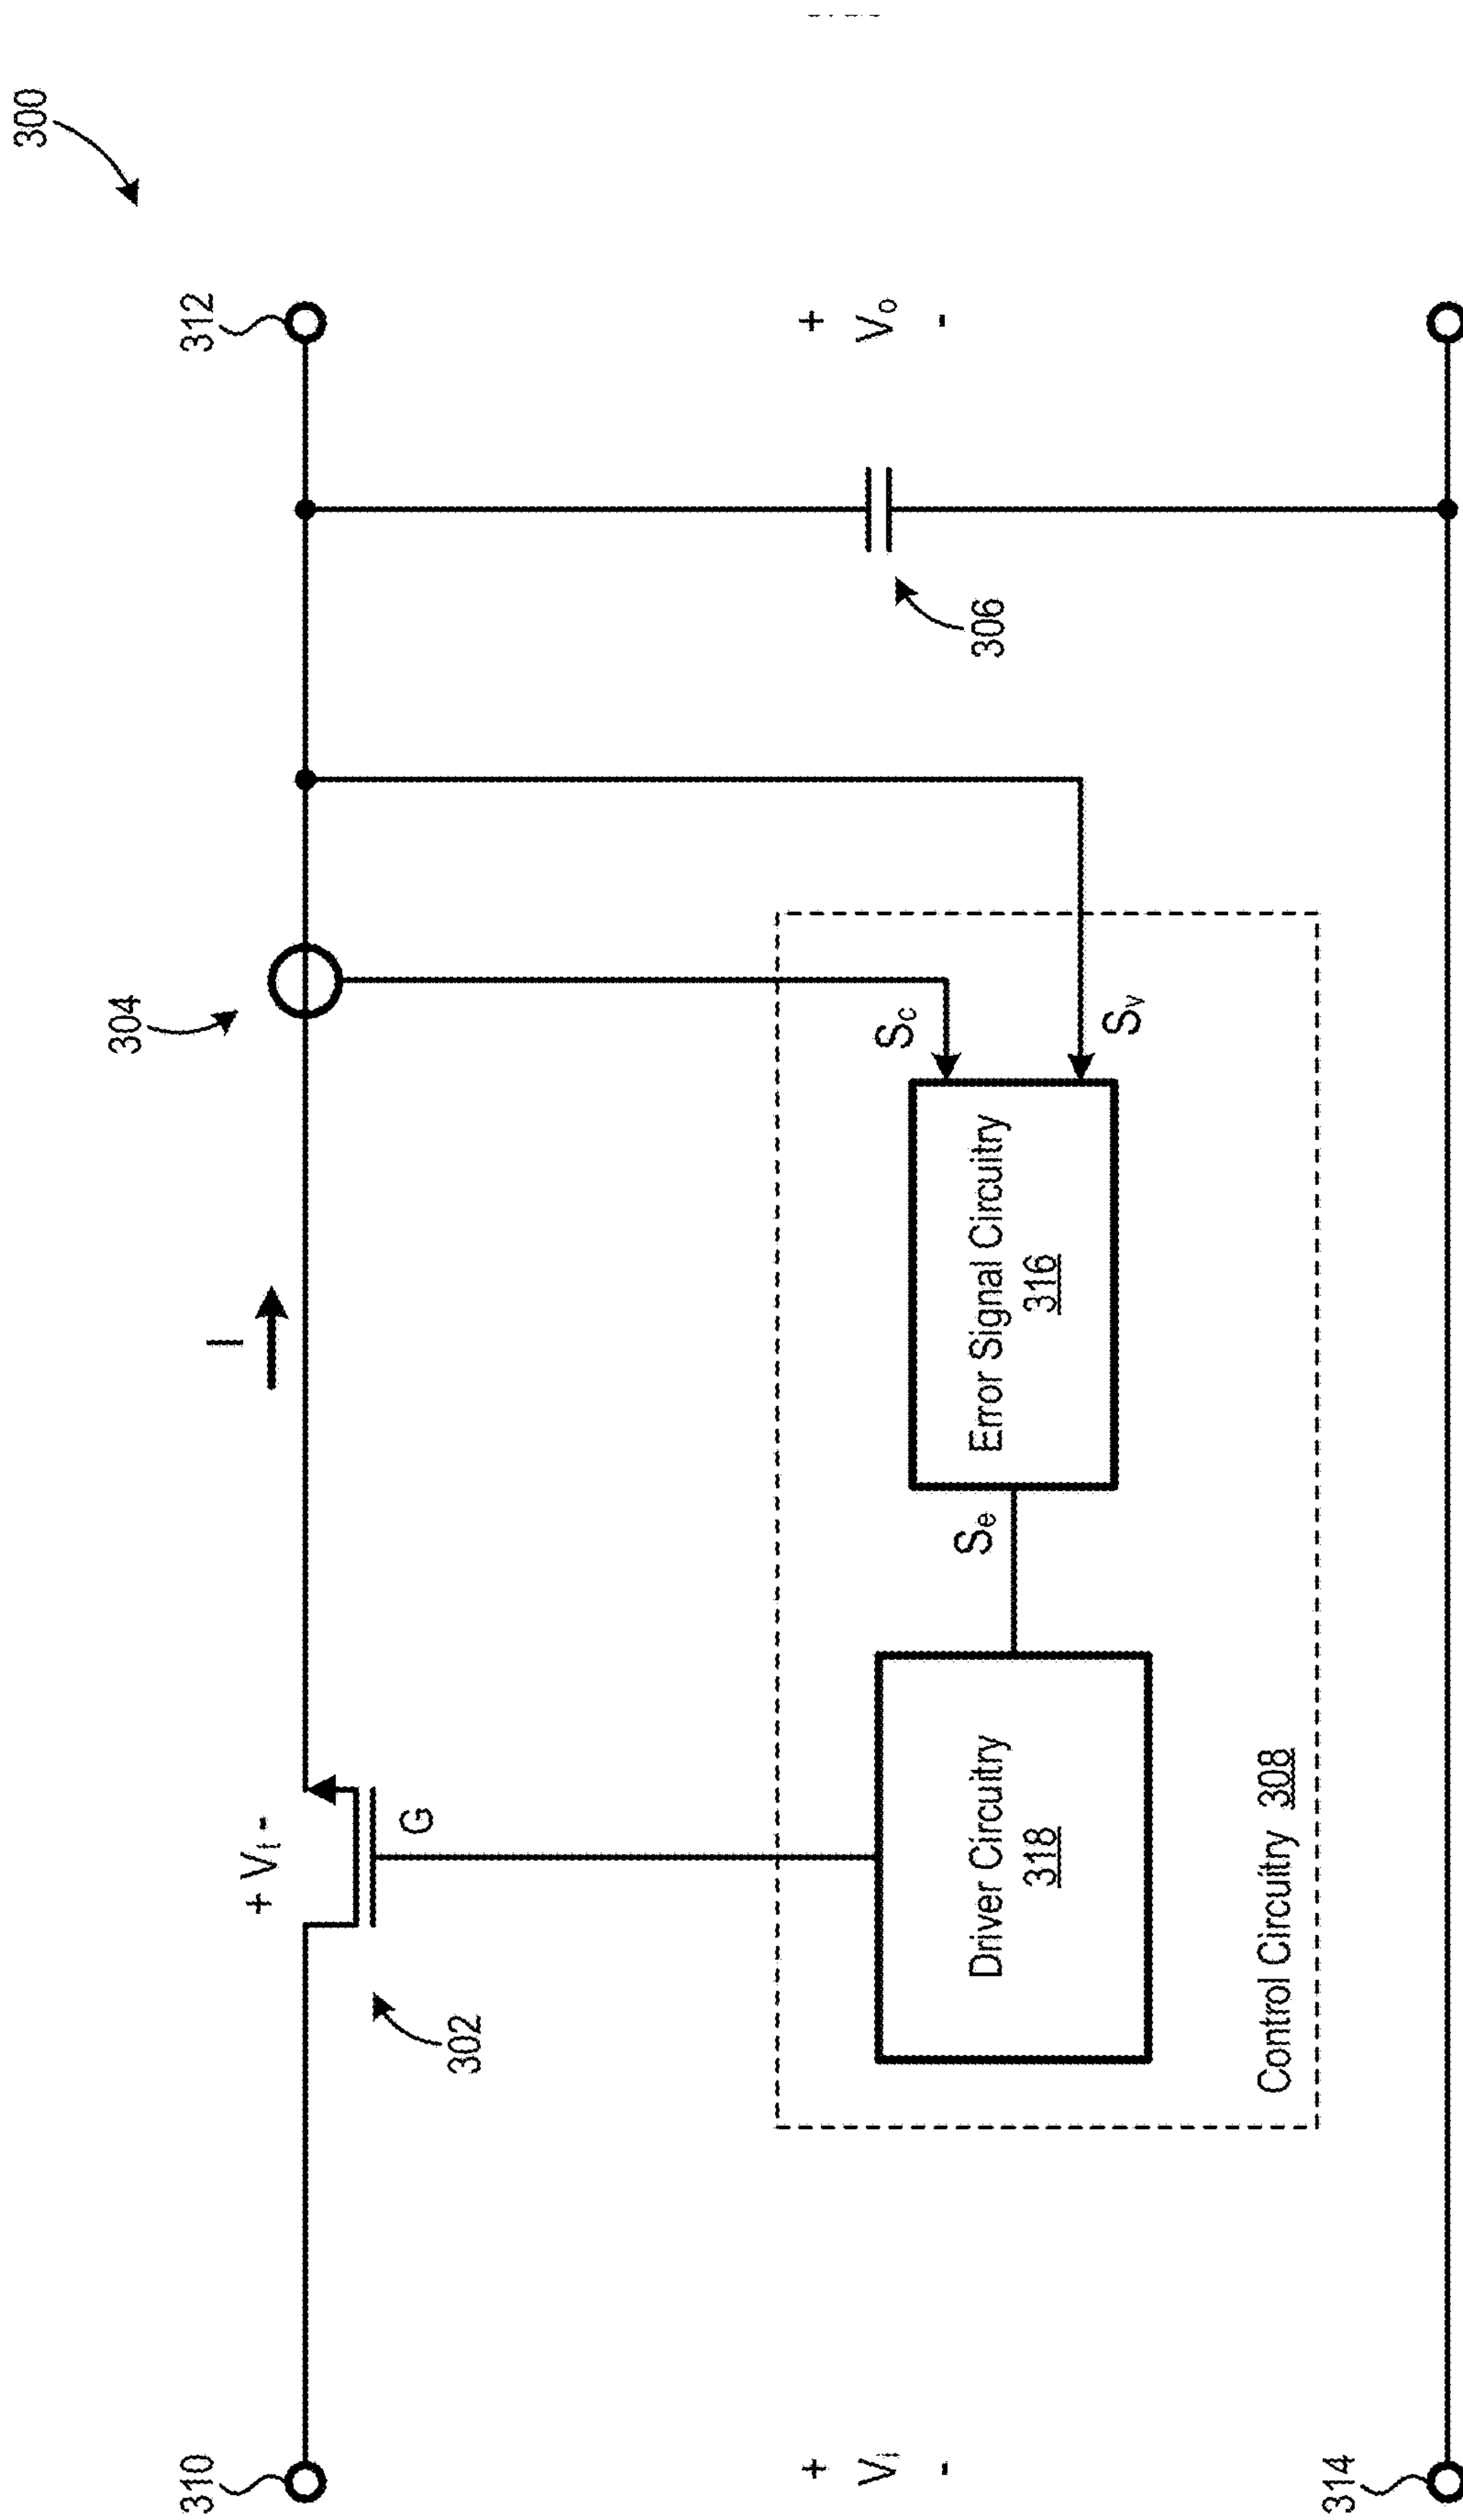 300
310
+ Vₜ -
302
G
I
304
312
+
Vᵢ
-
Driver Circuitry
318
Sₑ
Error Signal Circuitry
316
S꜀
Sᵥ
306
+
Vₒ
-
Control Circuitry 308
314